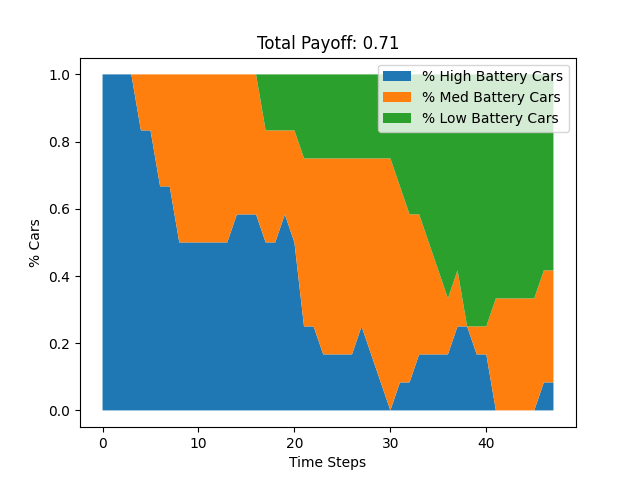 Total Payoff: 0.71
% High Battery Cars
% Med Battery Cars
% Low Battery Cars
1.0
0.8
0.6
0.4
0.2
0.0
% Cars
0 10 20 30 40
Time Steps